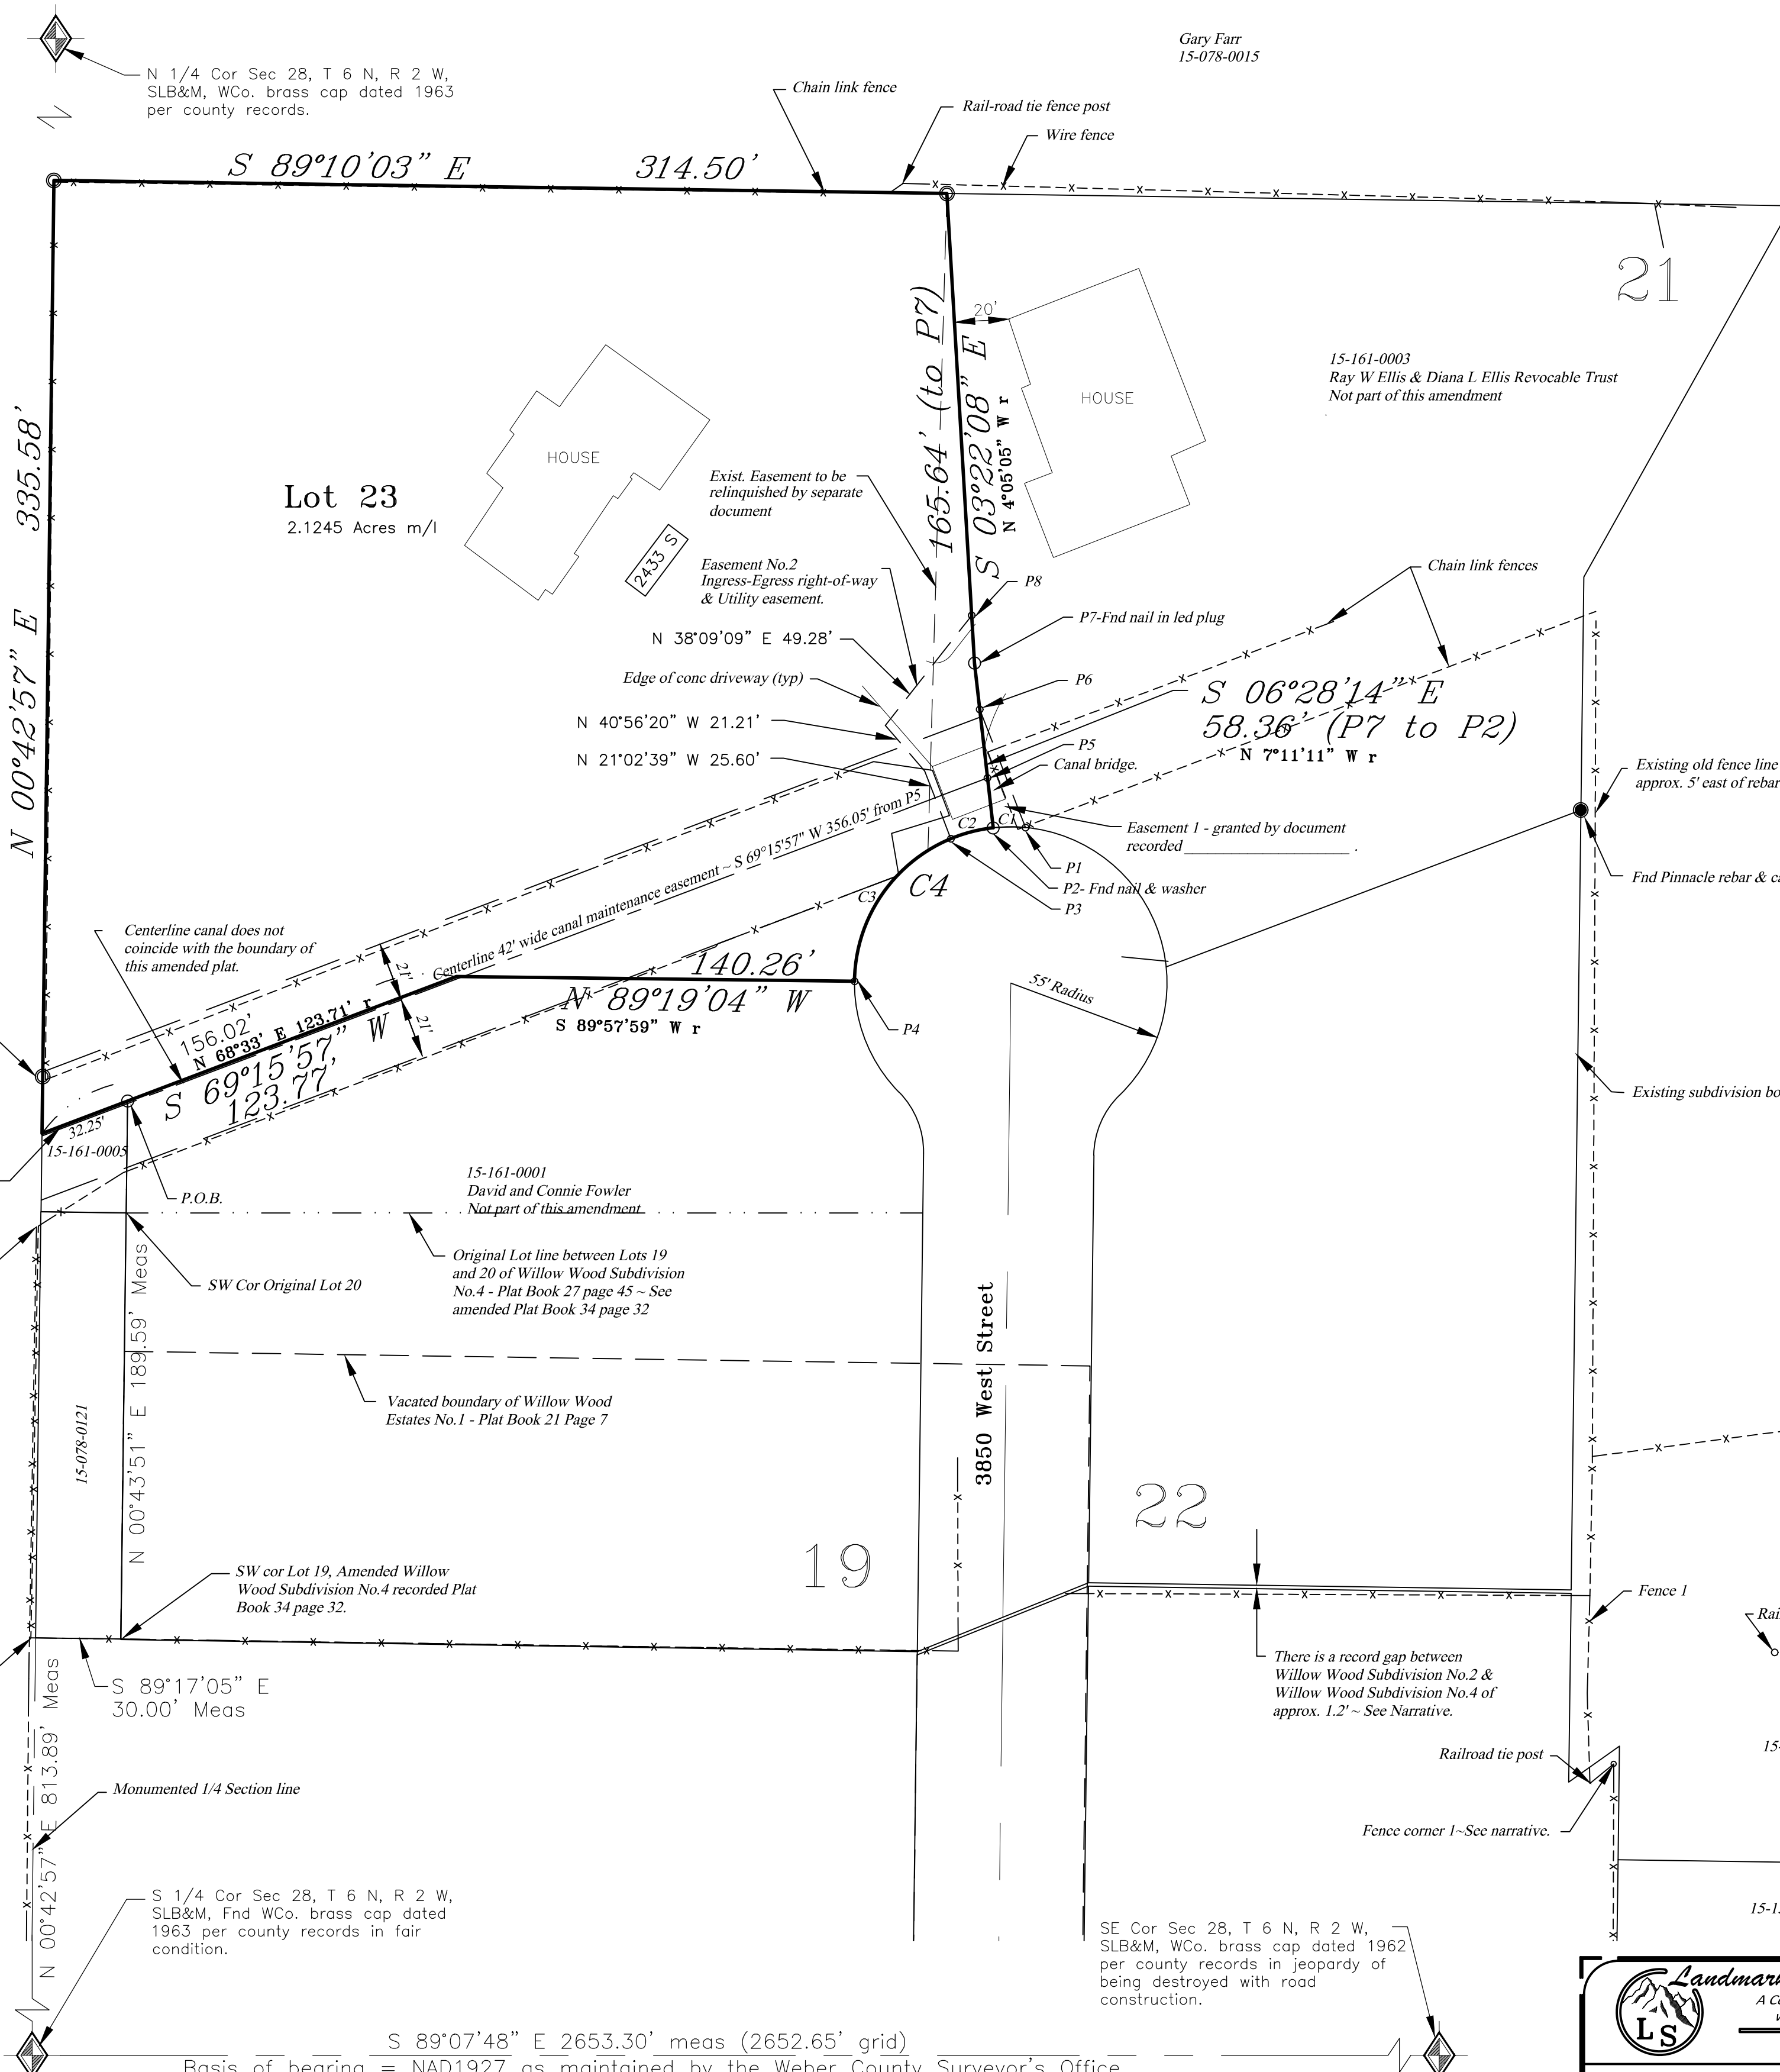 Gary Farr
15-078-0015
N 1/4 Cor Sec 28, T 6 N, R 2 W,
SLB&M, WCo. brass cap dated 1963
per county records.
Chain link fence
Rail-road tie fence post
Wire fence
S 89°10'03" E 314.50'
21
20'
HOUSE
15-161-0003
Ray W Ellis & Diana L Ellis Revocable Trust
Not part of this amendment
165.64' (to P7)
S 03°22'08" E
N 4°05'05" W r
N 00°42'57" E 335.58'
HOUSE
Lot 23
2.1245 Acres m/l
2433 S
Exist. Easement to be
relinquished by separate
document
Easement No.2
Ingress-Egress right-of-way
& Utility easement.
N 38°09'09" E 49.28'
Edge of conc driveway (typ)
N 40°56'20" W 21.21'
N 21°02'39" W 25.60'
P8
P7-Fnd nail in led plug
P6
Chain link fences
S 06°28'14" E
58.36' (P7 to P2)
N 7°11'11" W r
P5
Canal bridge.
Existing old fence line
approx. 5' east of rebar
C2
C1
Easement 1 - granted by document
recorded ______________________ .
P1
P2- Fnd nail & washer
P3
Fnd Pinnacle rebar & ca
C3
C4
Centerline 42' wide canal maintenance easement ~ S 69°15'57" W 356.05' from P5
Centerline canal does not
coincide with the boundary of
this amended plat.
21'
21'
140.26'
N 89°19'04" W
S 89°57'59" W r
P4
55' Radius
156.02'
N 68°33' E 123.71' r
S 69°15'57" W
123.77'
32.25'
15-161-0005
P.O.B.
Existing subdivision bo
15-161-0001
David and Connie Fowler
Not part of this amendment
Original Lot line between Lots 19
and 20 of Willow Wood Subdivision
No.4 - Plat Book 27 page 45 ~ See
amended Plat Book 34 page 32
SW Cor Original Lot 20
N 00°43'51" E 189.59' Meas
15-078-0121
Vacated boundary of Willow Wood
Estates No.1 - Plat Book 21 Page 7
3850 West Street
22
19
SW cor Lot 19, Amended Willow
Wood Subdivision No.4 recorded Plat
Book 34 page 32.
Fence 1
Rai
S 89°17'05" E
30.00' Meas
There is a record gap between
Willow Wood Subdivision No.2 &
Willow Wood Subdivision No.4 of
approx. 1.2' ~ See Narrative.
Railroad tie post
15-
Monumented 1/4 Section line
N 00°42'57" E 813.89' Meas
Fence corner 1~See narrative.
S 1/4 Cor Sec 28, T 6 N, R 2 W,
SLB&M, Fnd WCo. brass cap dated
1963 per county records in fair
condition.
15-1
SE Cor Sec 28, T 6 N, R 2 W,
SLB&M, WCo. brass cap dated 1962
per county records in jeopardy of
being destroyed with road
construction.
Landmark
A Co
LS
S 89°07'48" E 2653.30' meas (2652.65' grid)
Basis of bearing = NAD1927 as maintained by the Weber County Surveyor's Office